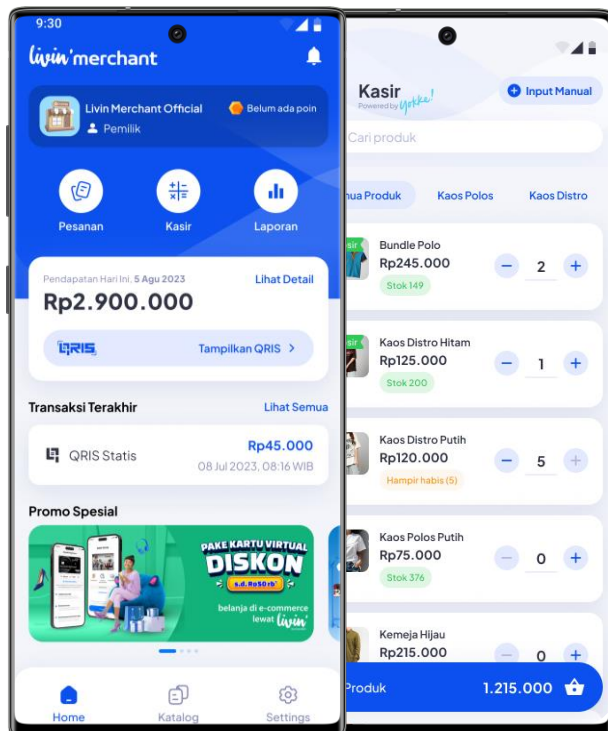 9:30
livin'merchant
Livin Merchant Official
Belum ada poin
Pemilik
Pesanan
Kasir
Laporan
Pendapatan Hari Ini, 5 Agu 2023
Lihat Detail
Rp2.900.000
QRIS
Tampilkan QRIS >
Transaksi Terakhir
Lihat Semua
QRIS Statis
Rp45.000
08 Jul 2023, 08:16 WIB
Promo Spesial
PAKE KARTU VIRTUAL
DISKON
s.d. Rp50rb*
belanja di e-commerce
lewat livin'
Home
Katalog
Settings
Kasir
Powered by yokke!
Input Manual
Cari produk
Produk
Kaos Polos
Kaos Distro
Bundle Polo
Rp245.000
Stok 149
− 2 +
Kaos Distro Hitam
Rp125.000
Stok 200
− 1 +
Kaos Distro Putih
Rp120.000
Hampir habis (5)
− 5 +
Kaos Polos Putih
Rp75.000
Stok 376
− 0 +
Kemeja Hijau
Rp215.000
− 0 +
Produk
1.215.000